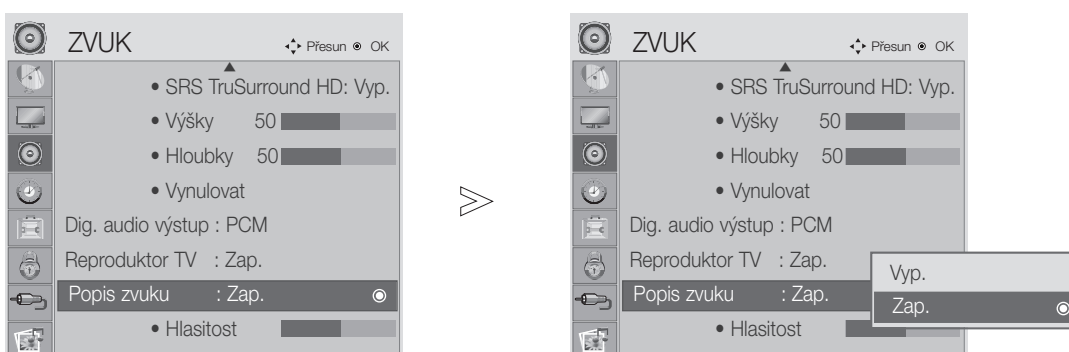 ZVUK
Přesun OK
• SRS TruSurround HD: Vyp.
• Výšky 50
• Hloubky 50
• Vynulovat
Dig. audio výstup : PCM
Reproduktor TV : Zap.
Popis zvuku : Zap.
• Hlasitost
ZVUK
Přesun OK
• SRS TruSurround HD: Vyp.
• Výšky 50
• Hloubky 50
• Vynulovat
Dig. audio výstup : PCM
Reproduktor TV : Zap.
Popis zvuku : Zap.
• Hlasitost
Vyp.
Zap.